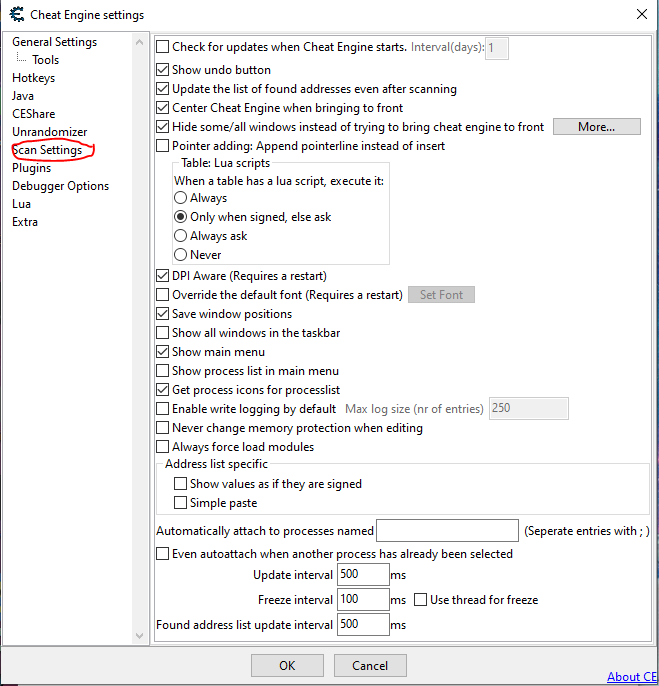 Cheat Engine settings
General Settings
Tools
Hotkeys
Java
CEShare
Unrandomizer
Scan Settings
Plugins
Debugger Options
Lua
Extra
Check for updates when Cheat Engine starts. Interval(days): 1
Show undo button
Update the list of found addresses even after scanning
Center Cheat Engine when bringing to front
Hide some/all windows instead of trying to bring cheat engine to front More...
Pointer adding: Append pointerline instead of insert
Table: Lua scripts
When a table has a lua script, execute it:
Always
Only when signed, else ask
Always ask
Never
DPI Aware (Requires a restart)
Override the default font (Requires a restart) Set Font
Save window positions
Show all windows in the taskbar
Show main menu
Show process list in main menu
Get process icons for processlist
Enable write logging by default Max log size (nr of entries) 250
Never change memory protection when editing
Always force load modules
Address list specific
Show values as if they are signed
Simple paste
Automatically attach to processes named (Seperate entries with ; )
Even autoattach when another process has already been selected
Update interval 500 ms
Freeze interval 100 ms Use thread for freeze
Found address list update interval 500 ms
OK Cancel
About CE